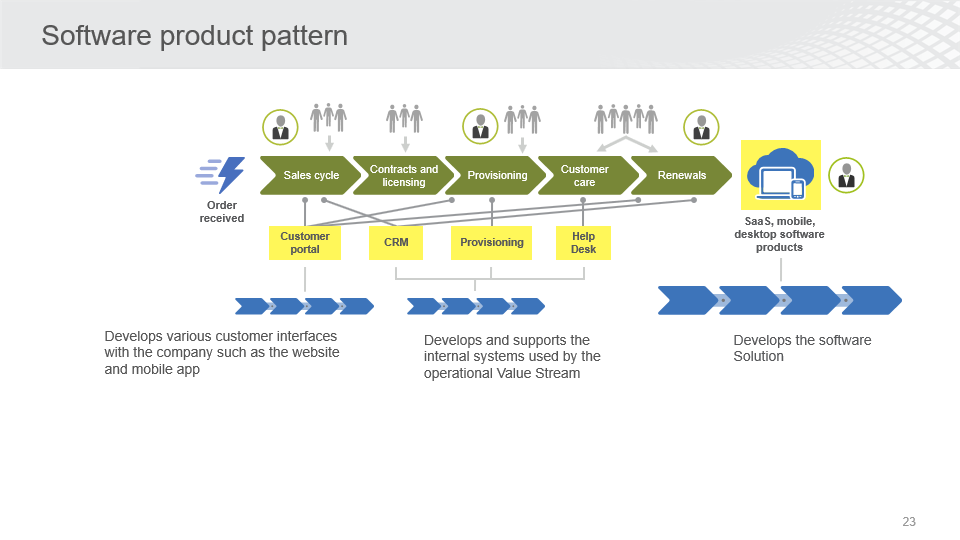 Software product pattern
Order
received
Sales cycle
Contracts and
licensing
Provisioning
Customer
care
Renewals
SaaS, mobile,
desktop software
products
Customer
portal
CRM
Provisioning
Help
Desk
Develops various customer interfaces
with the company such as the website
and mobile app
Develops and supports the
internal systems used by the
operational Value Stream
Develops the software
Solution
23